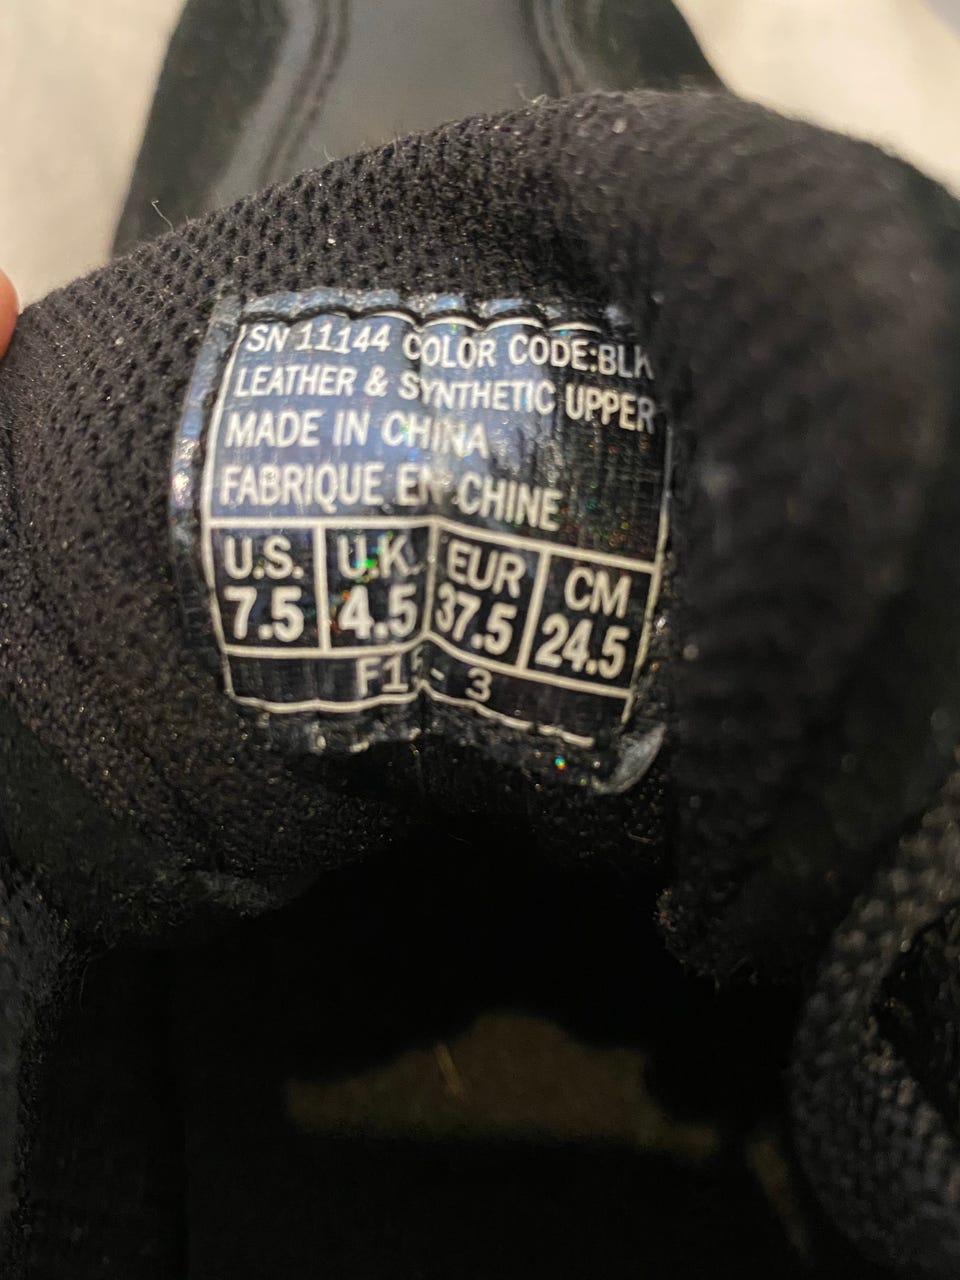 SN 11144 COLOR CODE:BLK
LEATHER & SYNTHETIC UPPER
MADE IN CHINA
FABRIQUE EN CHINE
U.S. U.K. EUR CM
7.5 4.5 37.5 24.5
- 3